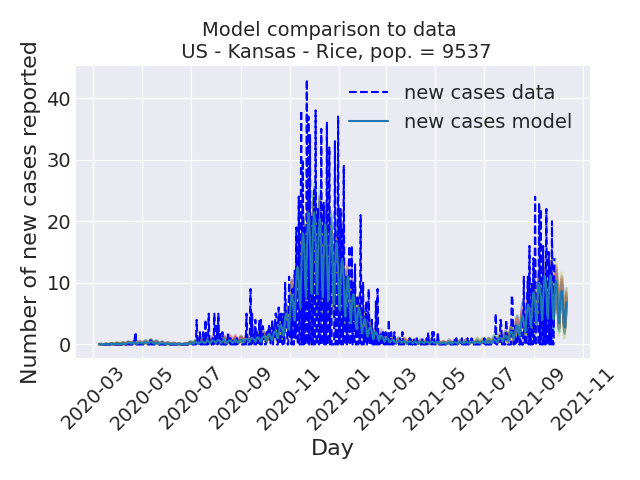 Model comparison to data
US - Kansas - Rice, pop. = 9537
Number of new cases reported
40
30
20
10
0
new cases data
new cases model
2020-03
2020-05
2020-07
2020-09
2020-11
2021-01
2021-03
2021-05
2021-07
2021-09
2021-11
Day